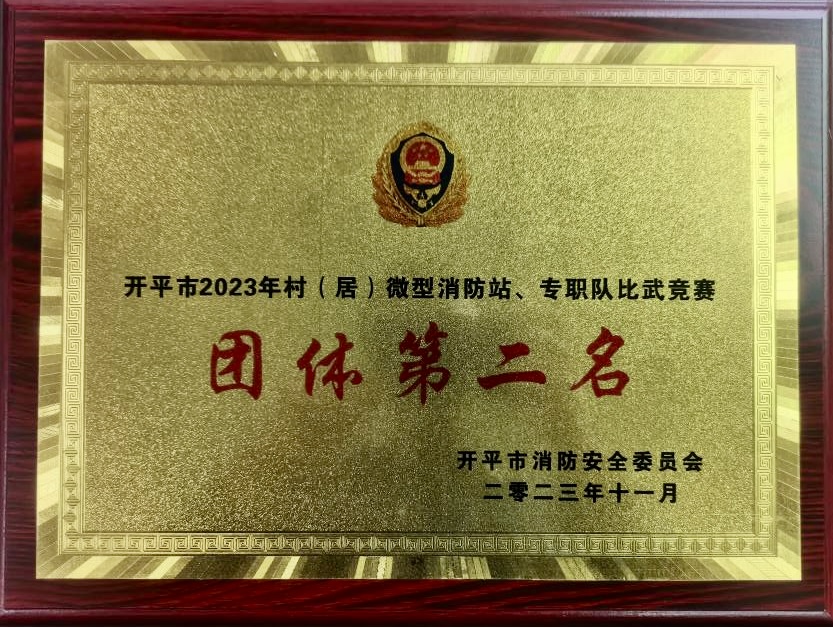 开平市2023年村（居）微型消防站、专职队比武竞赛
团体第二名
开平市消防安全委员会
二零二三年十一月